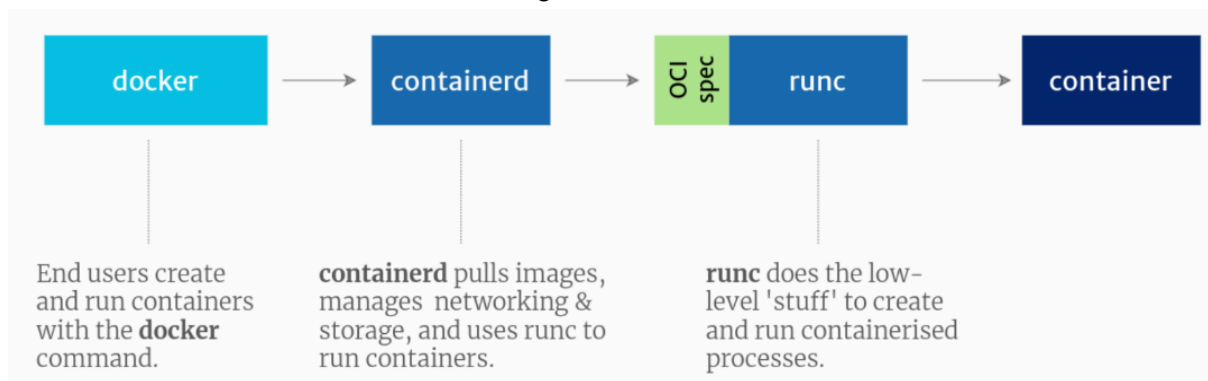 docker
containerd
OCI
spec
runc
container
End users create
and run containers
with the docker
command.
containerd pulls images,
manages networking &
storage, and uses runc to
run containers.
runc does the low-
level 'stuff' to create
and run containerised
processes.